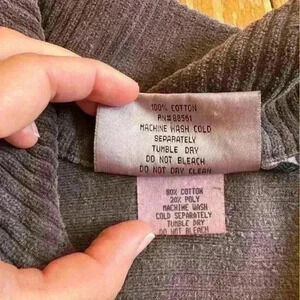 100% COTTON
RN# 88561
MACHINE WASH COLD
SEPARATELY
TUMBLE DRY
DO NOT BLEACH
DO NOT DRY CLEAN
80% COTTON
20% POLY
MACHINE WASH
COLD SEPARATELY
TUMBLE DRY
DO NOT BLEACH